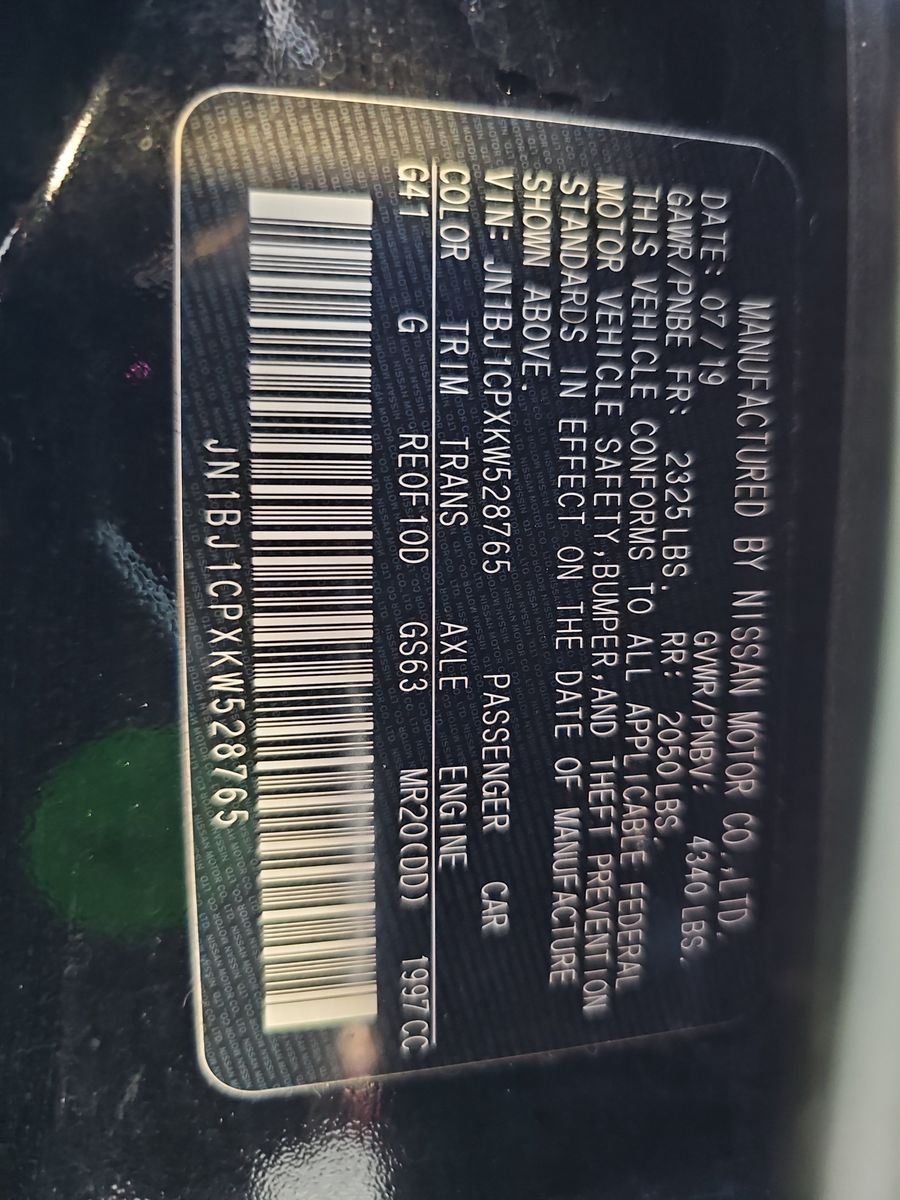 MANUFACTURED BY NISSAN MOTOR CO.,LTD.
DATE: 07/19 GVWR/PNBV: 4340LBS.
GAWR/PNBE FR: 2325LBS. RR: 2050LBS
THIS VEHICLE CONFORMS TO ALL APPLICABLE FEDERAL
MOTOR VEHICLE SAFETY,BUMPER,AND THEFT PREVENTION
STANDARDS IN EFFECT ON THE DATE OF MANUFACTURE
SHOWN ABOVE.
VIN: JN1BJ1CPXKW528765 PASSENGER CAR
COLOR TRIM TRANS AXLE ENGINE
G41 G RE0F10D GS63 MR20(DD) 1997CC
JN1BJ1CPXKW528765